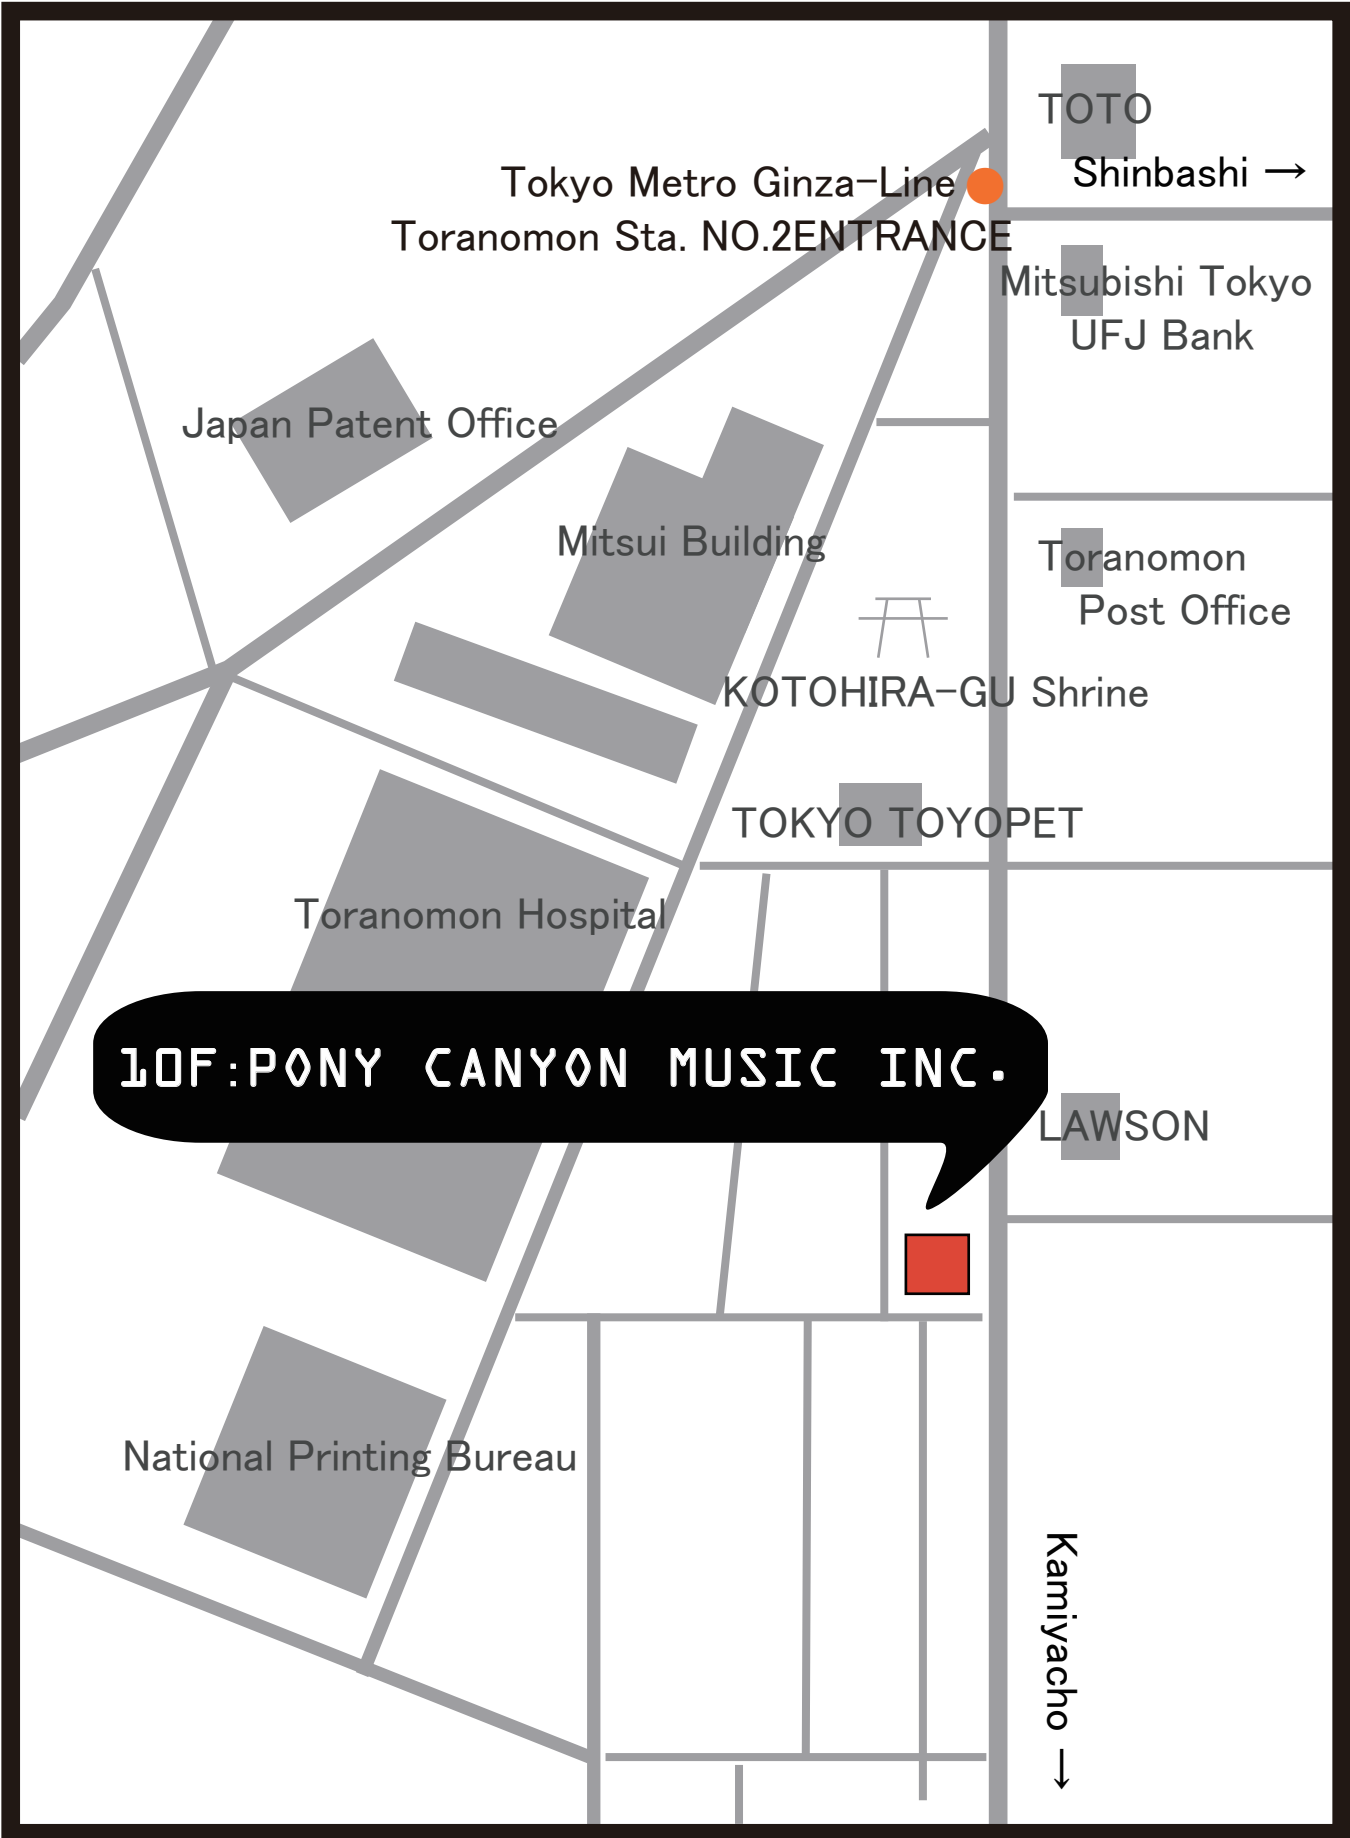 TOTO
Shinbashi →
Tokyo Metro Ginza-Line
Toranomon Sta. NO.2ENTRANCE
Mitsubishi Tokyo
UFJ Bank
Japan Patent Office
Mitsui Building
Toranomon
Post Office
KOTOHIRA-GU Shrine
TOKYO TOYOPET
Toranomon Hospital
10F:PONY CANYON MUSIC INC.
LAWSON
National Printing Bureau
Kamiyacho →